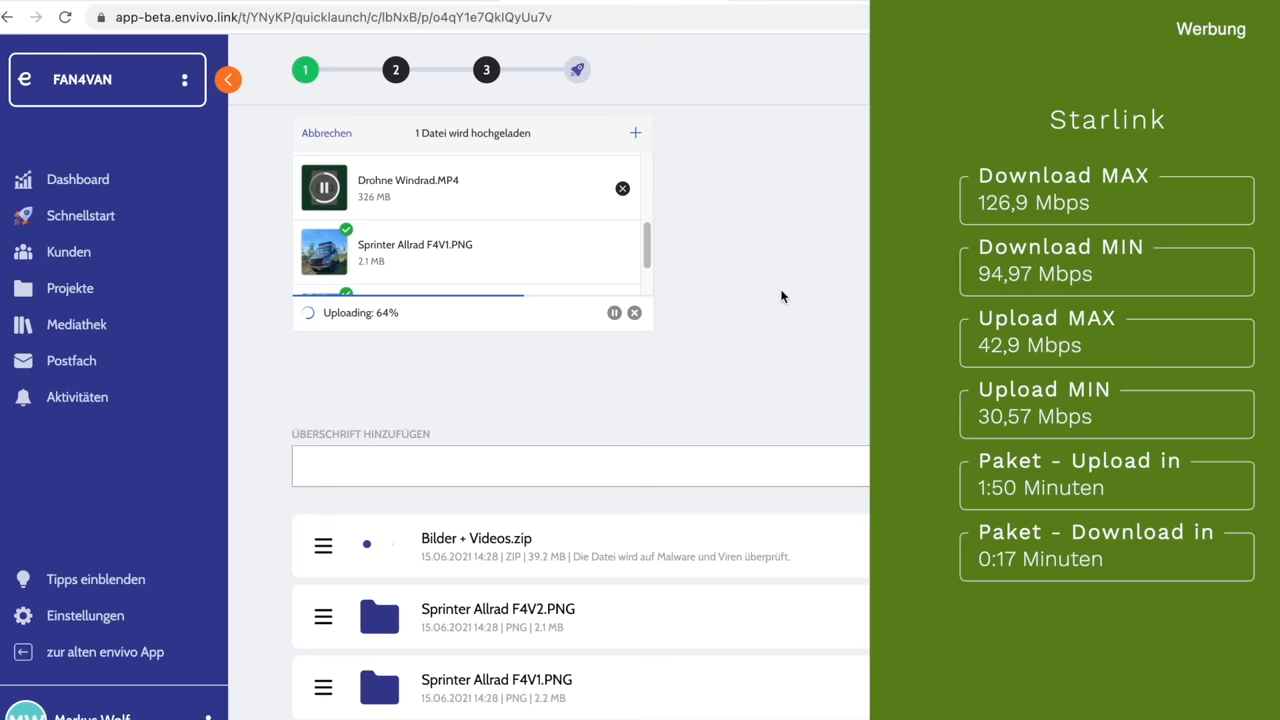 app-beta.envivo.link/t/YNyKP/quicklaunch/c/lbNxB/p/o4qY1e7QkIQyUu7v
Werbung
FAN4VAN
1
2
3
Dashboard
Schnellstart
Kunden
Projekte
Mediathek
Postfach
Aktivitäten
Tipps einblenden
Einstellungen
zur alten envivo App
MW
Markus Wolf
Abbrechen
1 Datei wird hochgeladen
Drohne Windrad.MP4
326 MB
Sprinter Allrad F4V1.PNG
2.1 MB
Uploading: 64%
ÜBERSCHRIFT HINZUFÜGEN
Bilder + Videos.zip
15.06.2021 14:28 | ZIP | 39.2 MB | Die Datei wird auf Malware und Viren überprüft.
Sprinter Allrad F4V2.PNG
15.06.2021 14:28 | PNG | 2.1 MB
Sprinter Allrad F4V1.PNG
15.06.2021 14:28 | PNG | 2.2 MB
Starlink
Download MAX
126,9 Mbps
Download MIN
94,97 Mbps
Upload MAX
42,9 Mbps
Upload MIN
30,57 Mbps
Paket - Upload in
1:50 Minuten
Paket - Download in
0:17 Minuten